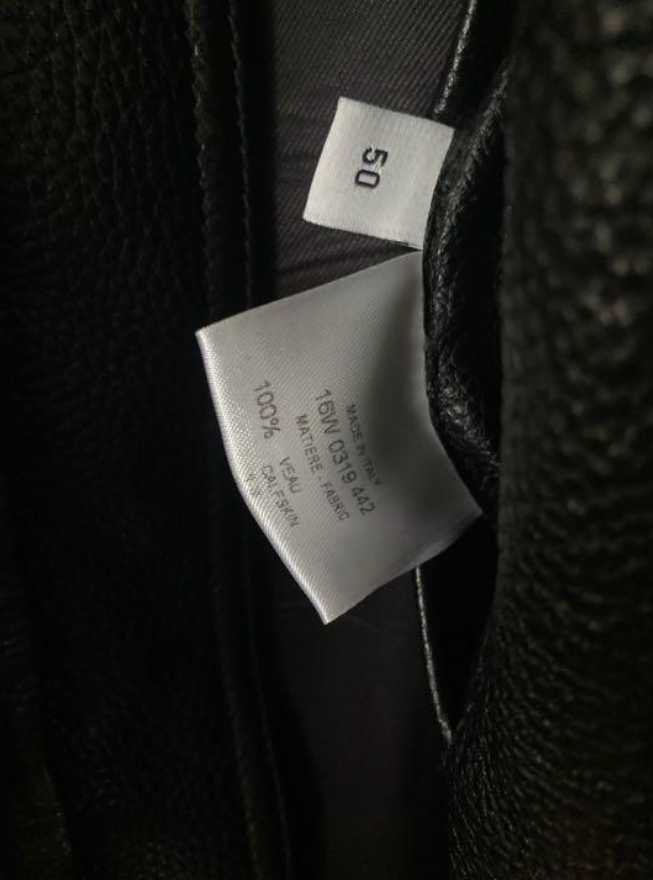 50
MADE IN ITALY
16W 0319 442
MATIERE - FABRIC
100% VEAU
CALFSKIN